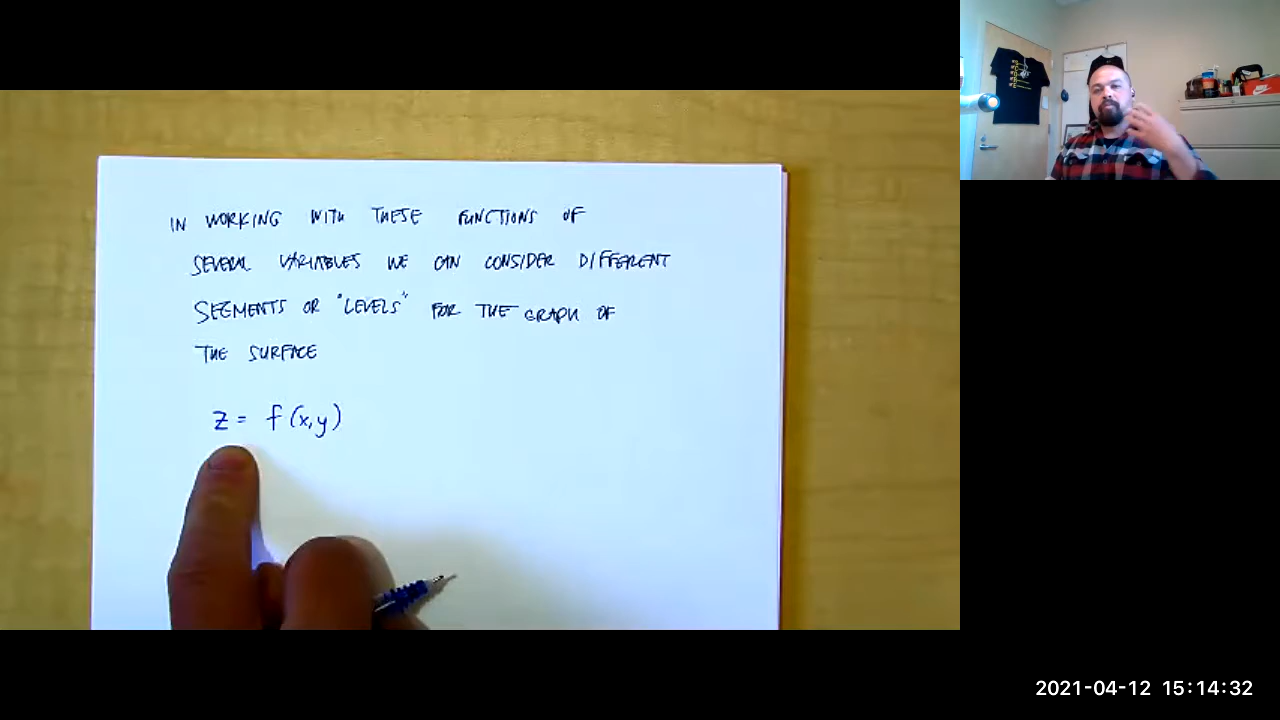 IN WORKING WITH THESE FUNCTIONS OF
SEVERAL VARIABLES WE CAN CONSIDER DIFFERENT
SEGMENTS OR "LEVELS" FOR THE GRAPH OF
THE SURFACE
z = f(x,y)
2021-04-12 15:14:32